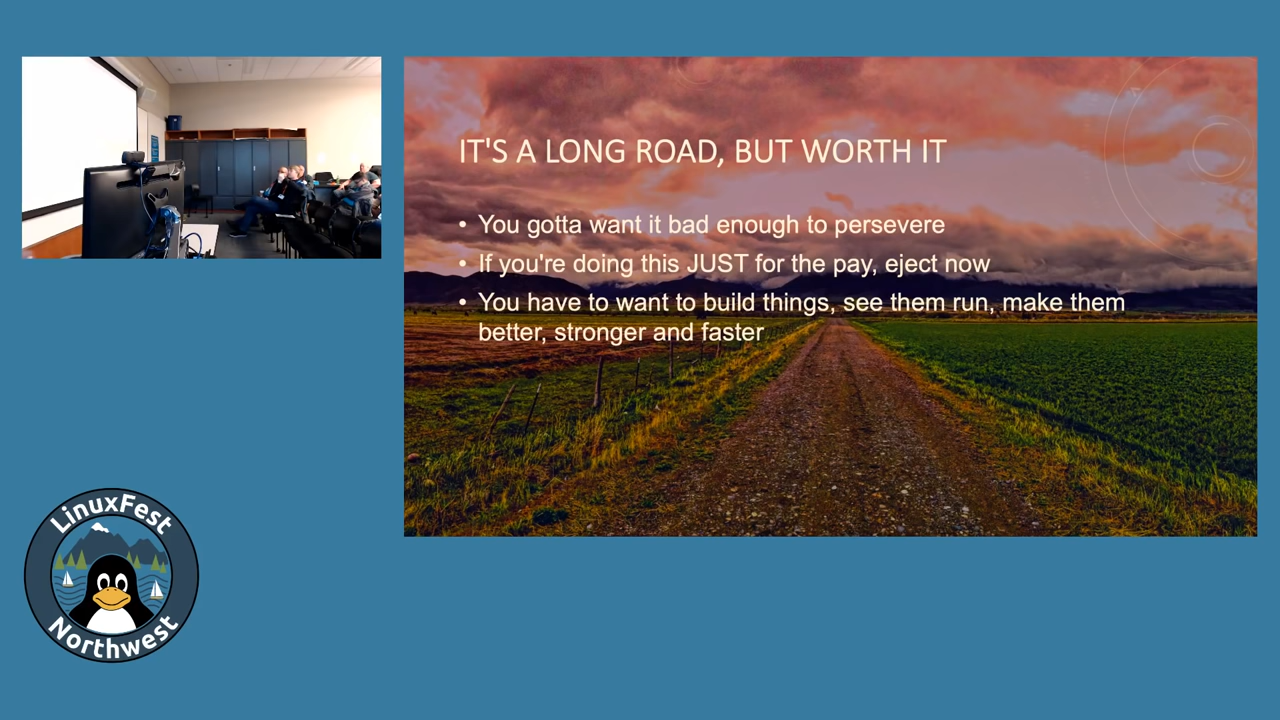 IT'S A LONG ROAD, BUT WORTH IT
• You gotta want it bad enough to persevere
• If you're doing this JUST for the pay, eject now
• You have to want to build things, see them run, make them
better, stronger and faster
LinuxFest
Northwest